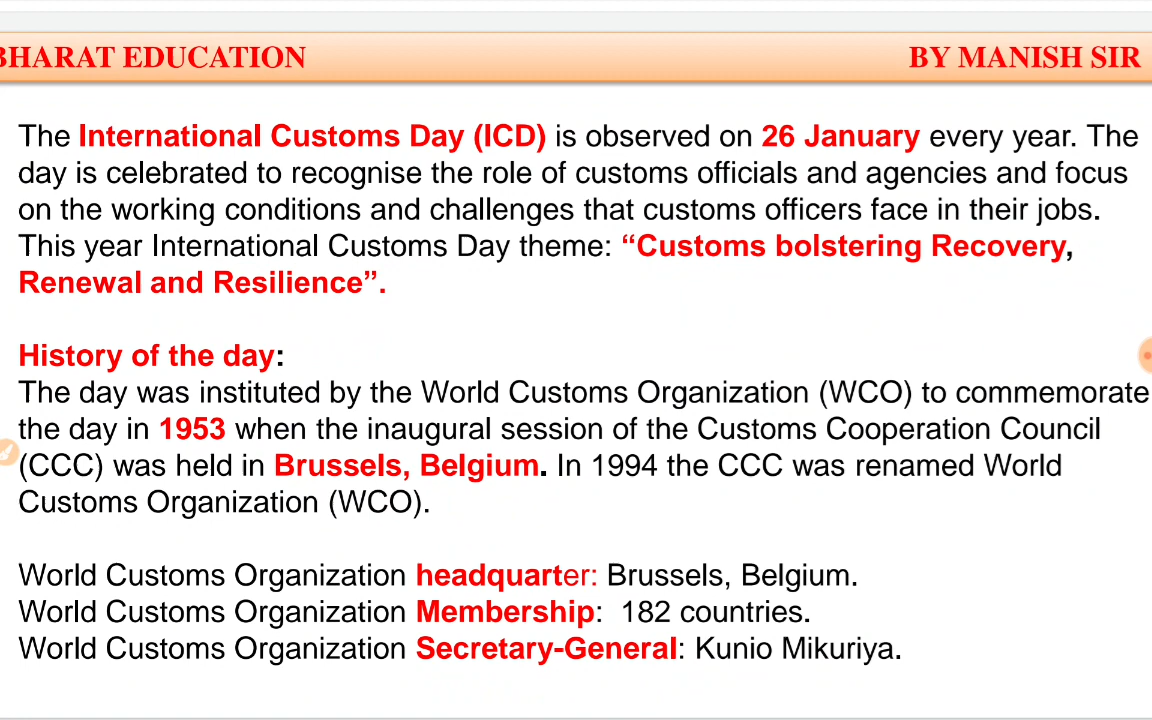 BHARAT EDUCATION BY MANISH SIR
The International Customs Day (ICD) is observed on 26 January every year. The
day is celebrated to recognise the role of customs officials and agencies and focus
on the working conditions and challenges that customs officers face in their jobs.
This year International Customs Day theme: “Customs bolstering Recovery,
Renewal and Resilience”.
History of the day:
The day was instituted by the World Customs Organization (WCO) to commemorate
the day in 1953 when the inaugural session of the Customs Cooperation Council
(CCC) was held in Brussels, Belgium. In 1994 the CCC was renamed World
Customs Organization (WCO).
World Customs Organization headquarter: Brussels, Belgium.
World Customs Organization Membership:  182 countries.
World Customs Organization Secretary-General: Kunio Mikuriya.